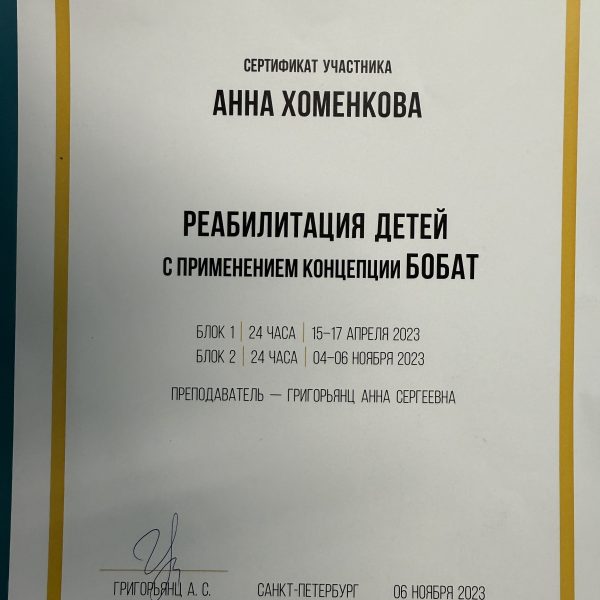 СЕРТИФИКАТ УЧАСТНИКА
АННА ХОМЕНКОВА
РЕАБИЛИТАЦИЯ ДЕТЕЙ
С ПРИМЕНЕНИЕМ КОНЦЕПЦИИ БОБАТ
БЛОК 1 | 24 ЧАСА | 15–17 АПРЕЛЯ 2023
БЛОК 2 | 24 ЧАСА | 04–06 НОЯБРЯ 2023
ПРЕПОДАВАТЕЛЬ — ГРИГОРЬЯНЦ АННА СЕРГЕЕВНА
ГРИГОРЬЯНЦ А. С. САНКТ-ПЕТЕРБУРГ 06 НОЯБРЯ 2023